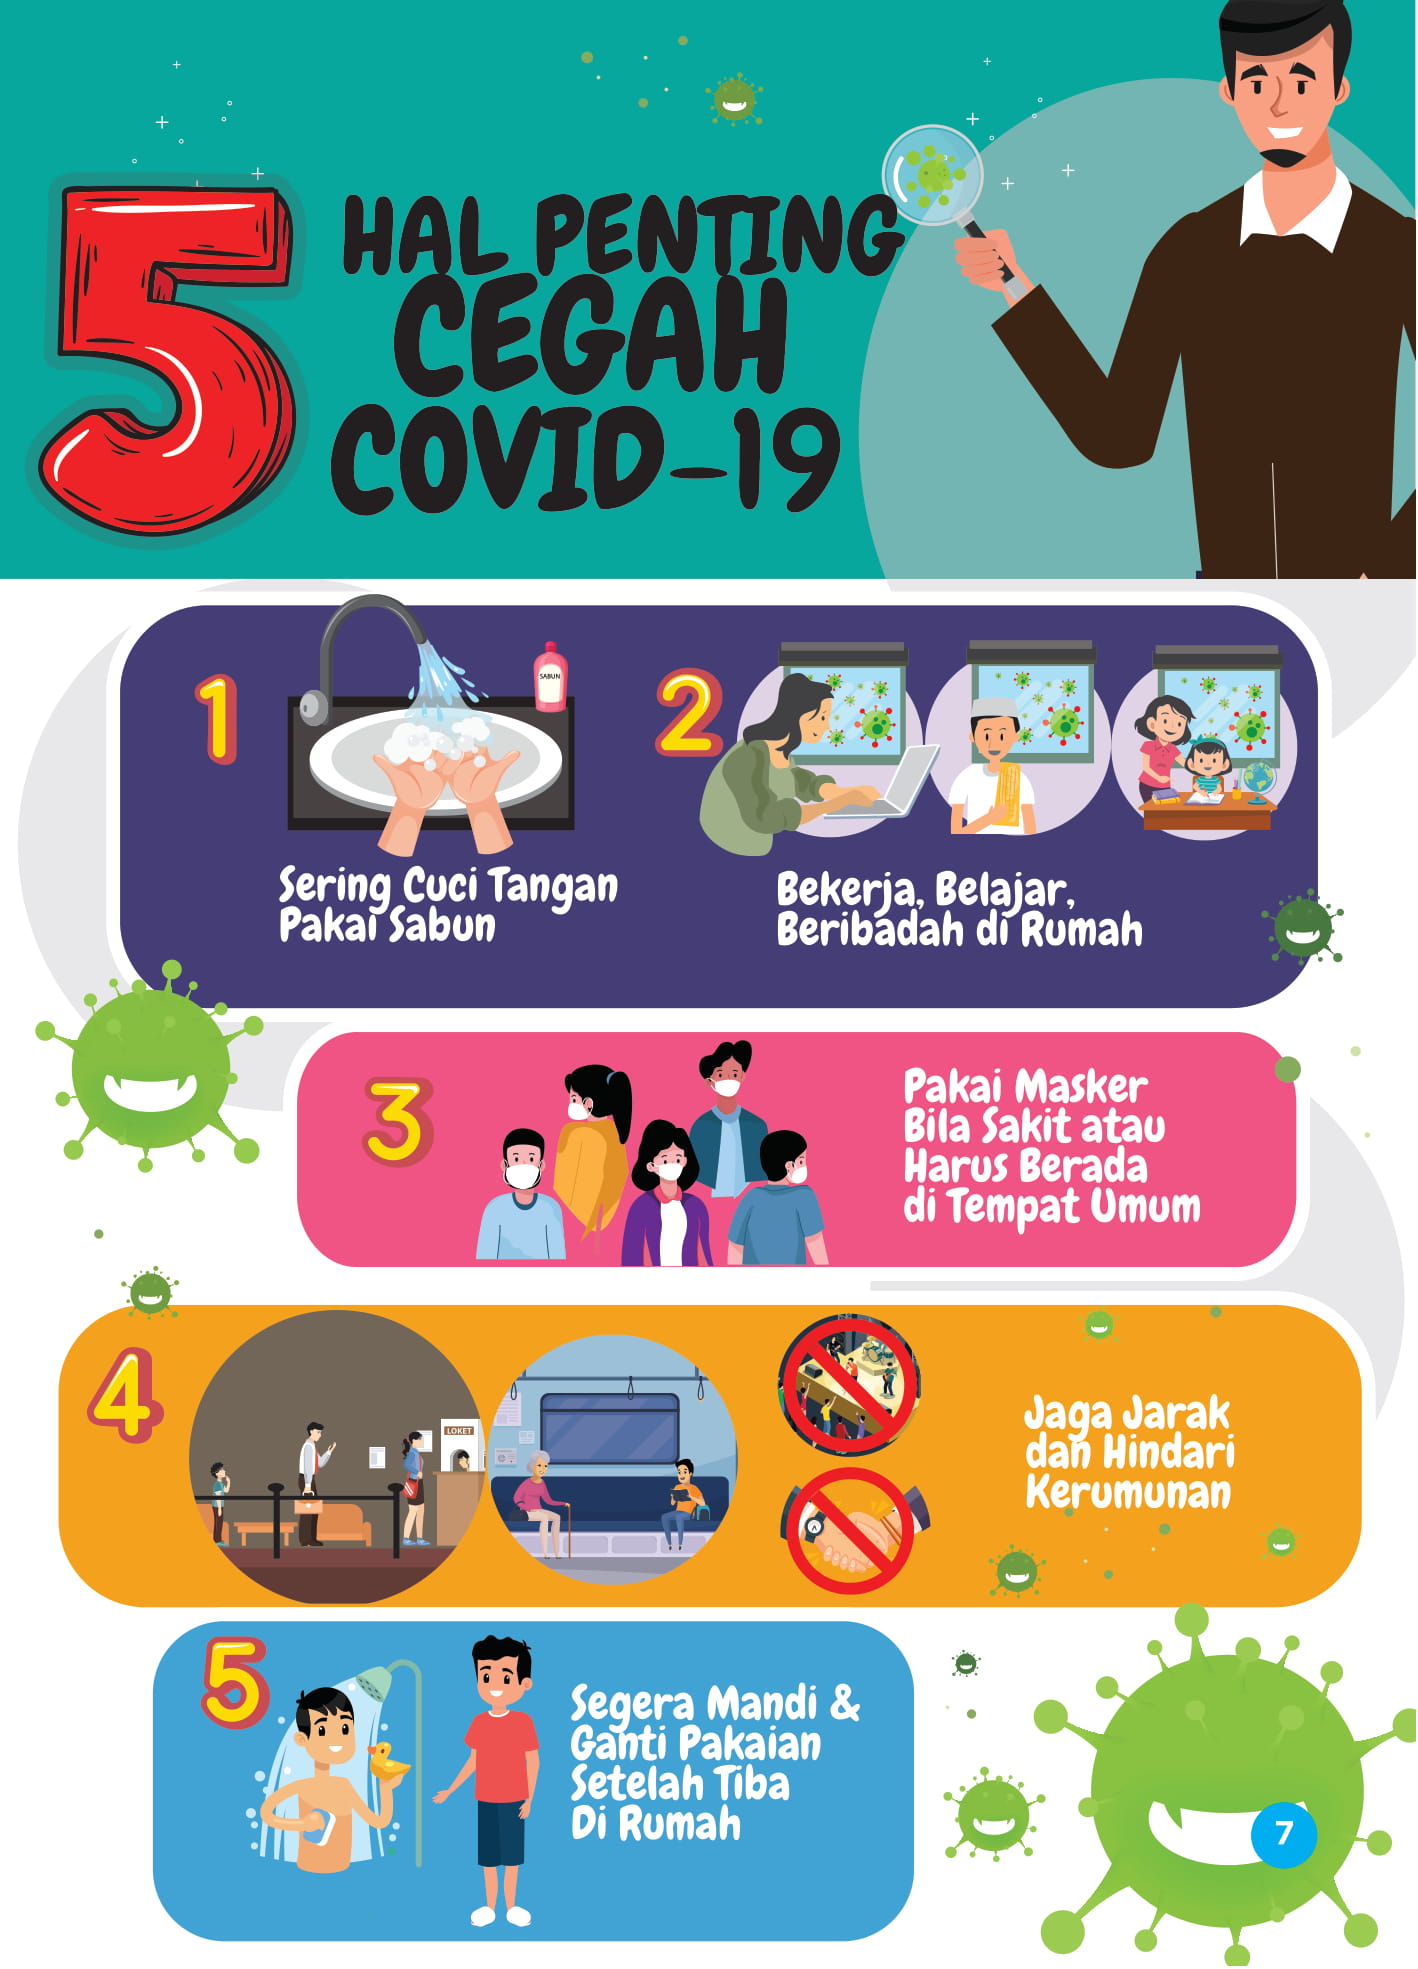 5
HAL PENTING
CEGAH
COVID-19
1
SABUN
Sering Cuci Tangan
Pakai Sabun
2
Bekerja, Belajar,
Beribadah di Rumah
3
Pakai Masker
Bila Sakit atau
Harus Berada
di Tempat Umum
4
LOKET
Jaga Jarak
dan Hindari
Kerumunan
5
Segera Mandi &
Ganti Pakaian
Setelah Tiba
Di Rumah
7